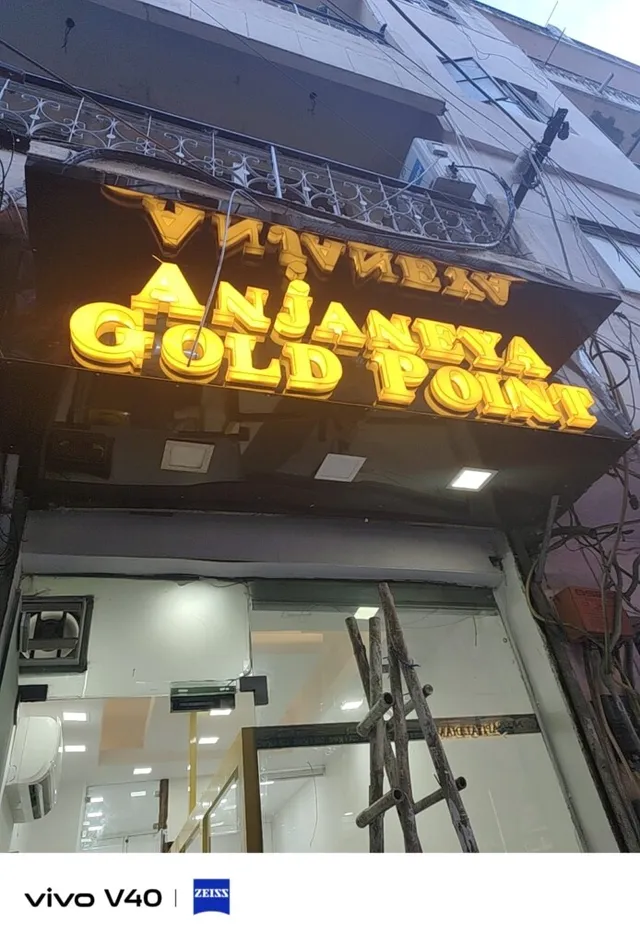 ANJANEYA
GOLD POINT
vivo V40
ZEISS